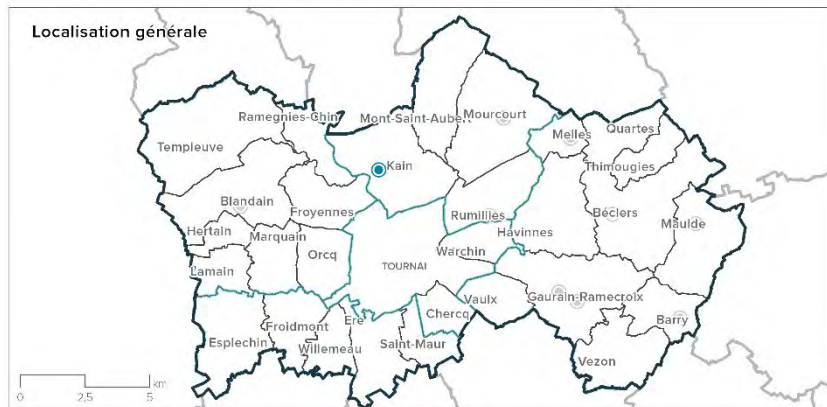 Localisation générale
Ramegnies-Chin
Mont-Saint-Aubert
Mourcourt
Melles
Quartes
Templeuve
Thimougies
Kain
Blandain
Froyennes
Rumillies
Béclers
Maulde
Hertain
Marquain
Havinnes
Orcq
Warchin
Lamain
TOURNAI
Gaurain-Ramecroix
Vaulx
Chercq
Barry
Froidmont
Ere
Esplechin
Willemeau
Saint-Maur
Vezon
0 2,5 5 km